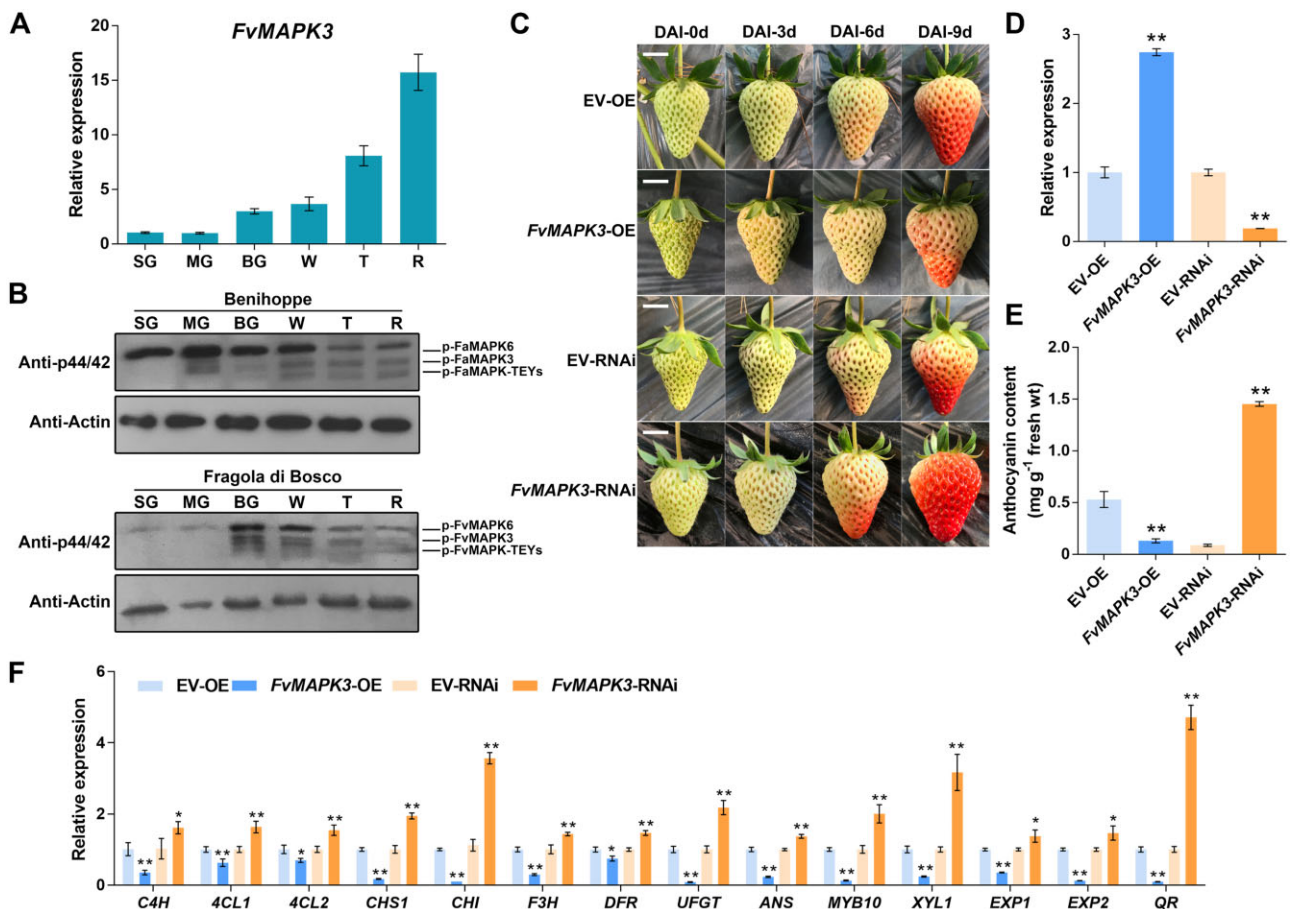 A
FvMAPK3
Relative expression
20
15
10
5
0
SG MG BG W T R
B
Benihoppe
SG MG BG W T R
Anti-p44/42
p-FaMAPK6
p-FaMAPK3
p-FaMAPK-TEYs
Anti-Actin
Fragola di Bosco
SG MG BG W T R
Anti-p44/42
p-FvMAPK6
p-FvMAPK3
p-FvMAPK-TEYs
Anti-Actin
C
DAI-0d DAI-3d DAI-6d DAI-9d
EV-OE
FvMAPK3-OE
EV-RNAi
FvMAPK3-RNAi
D
Relative expression
3
2
1
0
**
**
EV-OE
FvMAPK3-OE
EV-RNAi
FvMAPK3-RNAi
E
Anthocyanin content
(mg g-1 fresh wt)
2.0
1.5
1.0
0.5
0
**
**
EV-OE
FvMAPK3-OE
EV-RNAi
FvMAPK3-RNAi
F
EV-OE FvMAPK3-OE EV-RNAi FvMAPK3-RNAi
Relative expression
6
4
2
0
** * ** ** * ** ** ** ** ** ** ** * ** ** ** ** ** ** ** ** ** ** * ** * ** **
C4H 4CL1 4CL2 CHS1 CHI F3H DFR UFGT ANS MYB10 XYL1 EXP1 EXP2 QR